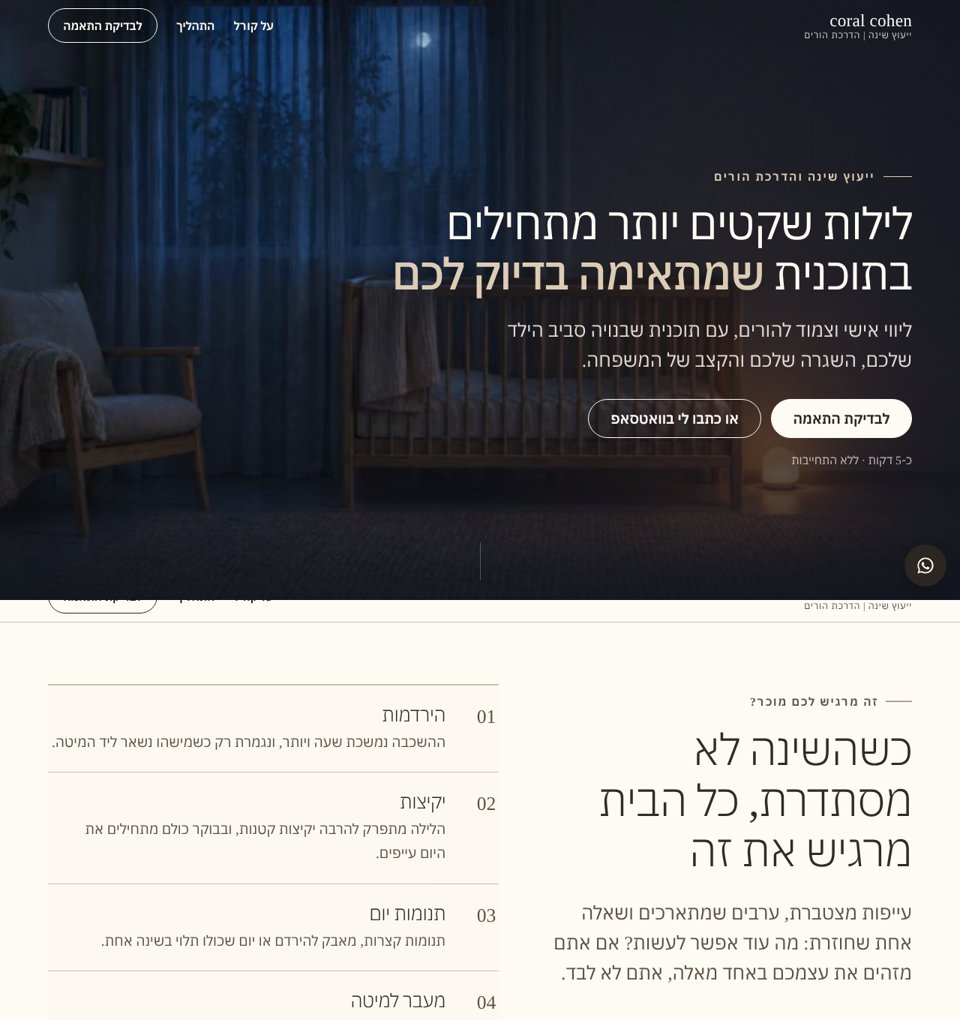 coral cohen
ייעוץ שינה | הדרכת הורים
על קורל
התהליך
לבדיקת התאמה
ייעוץ שינה והדרכת הורים
לילות שקטים יותר מתחילים
בתוכנית שמתאימה בדיוק לכם
ליווי אישי וצמוד להורים, עם תוכנית שבנויה סביב הילד
שלכם, השגרה שלכם והקצב של המשפחה.
לבדיקת התאמה
או כתבו לי בוואטסאפ
כ-5 דקות · ללא התחייבות
ייעוץ שינה | הדרכת הורים
זה מרגיש לכם מוכר?
כשהשינה לא
מסתדרת, כל הבית
מרגיש את זה
עייפות מצטברת, ערבים שמתארכים ושאלה
אחת שחוזרת: מה עוד אפשר לעשות? אם אתם
מזהים את עצמכם באחד מאלה, אתם לא לבד.
01
הירדמות
ההשכבה נמשכת שעה ויותר, ונגמרת רק כשמישהו נשאר ליד המיטה.
02
יקיצות
הלילה מתפרק להרבה יקיצות קטנות, ובבוקר כולם מתחילים את
היום עייפים.
03
תנומות יום
תנומות קצרות, מאבק להירדם או יום שכולו תלוי בשינה אחת.
04
מעבר למיטה